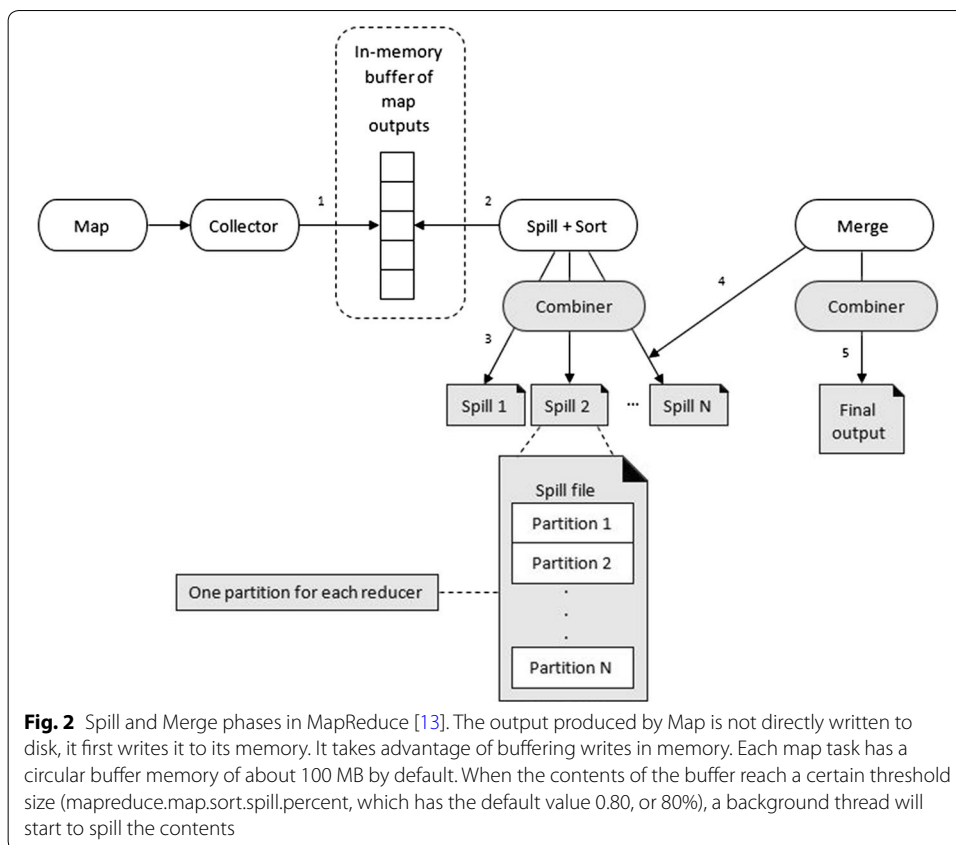 In-memory
buffer of
map
outputs
Map
Collector
1
2
Spill + Sort
Merge
4
Combiner
Combiner
3
5
Spill 1
Spill 2
...
Spill N
Final
output
Spill file
Partition 1
Partition 2
.
.
.
Partition N
One partition for each reducer
Fig. 2 Spill and Merge phases in MapReduce [13]. The output produced by Map is not directly written to
disk, it first writes it to its memory. It takes advantage of buffering writes in memory. Each map task has a
circular buffer memory of about 100 MB by default. When the contents of the buffer reach a certain threshold
size (mapreduce.map.sort.spill.percent, which has the default value 0.80, or 80%), a background thread will
start to spill the contents